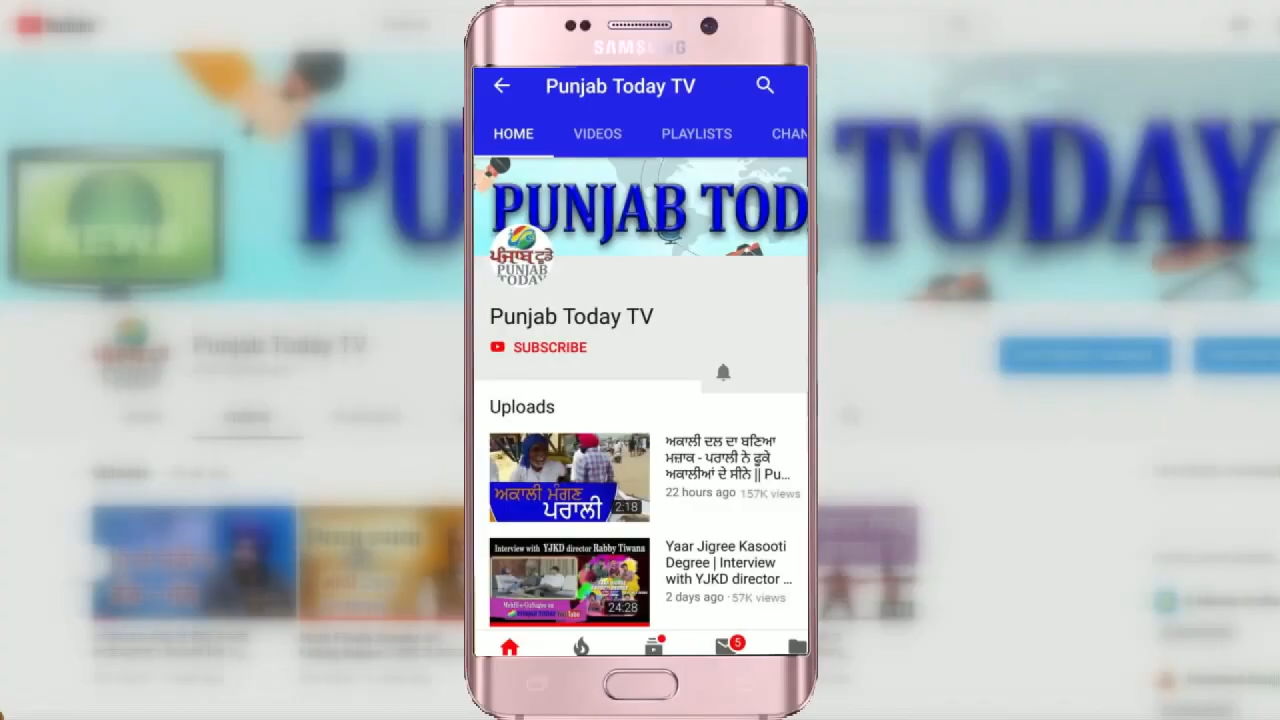 SAMSUNG
Punjab Today TV
HOME VIDEOS PLAYLISTS CHAN
PUNJAB TOD
ਪੰਜਾਬ ਟੂਡੇ
PUNJAB
TODAY
PU
TODAY
NEWS
Punjab Today TV
SUBSCRIBE
Uploads
ਅਕਾਲੀ ਮੰਗਣ
ਪਰਾਲੀ
2:18
ਅਕਾਲੀ ਦਲ ਦਾ ਬਣਿਆ
ਮਜ਼ਾਕ - ਪਰਾਲੀ ਨੇ ਫੂਕੇ
ਅਕਾਲੀਆਂ ਦੇ ਸੀਨੇ || Pu...
22 hours ago 157K views
Interview with YJKD director Rabby Tiwana
24:28
Yaar Jigree Kasooti
Degree | Interview
with YJKD director ...
2 days ago · 57K views
5
Punjab Today TV